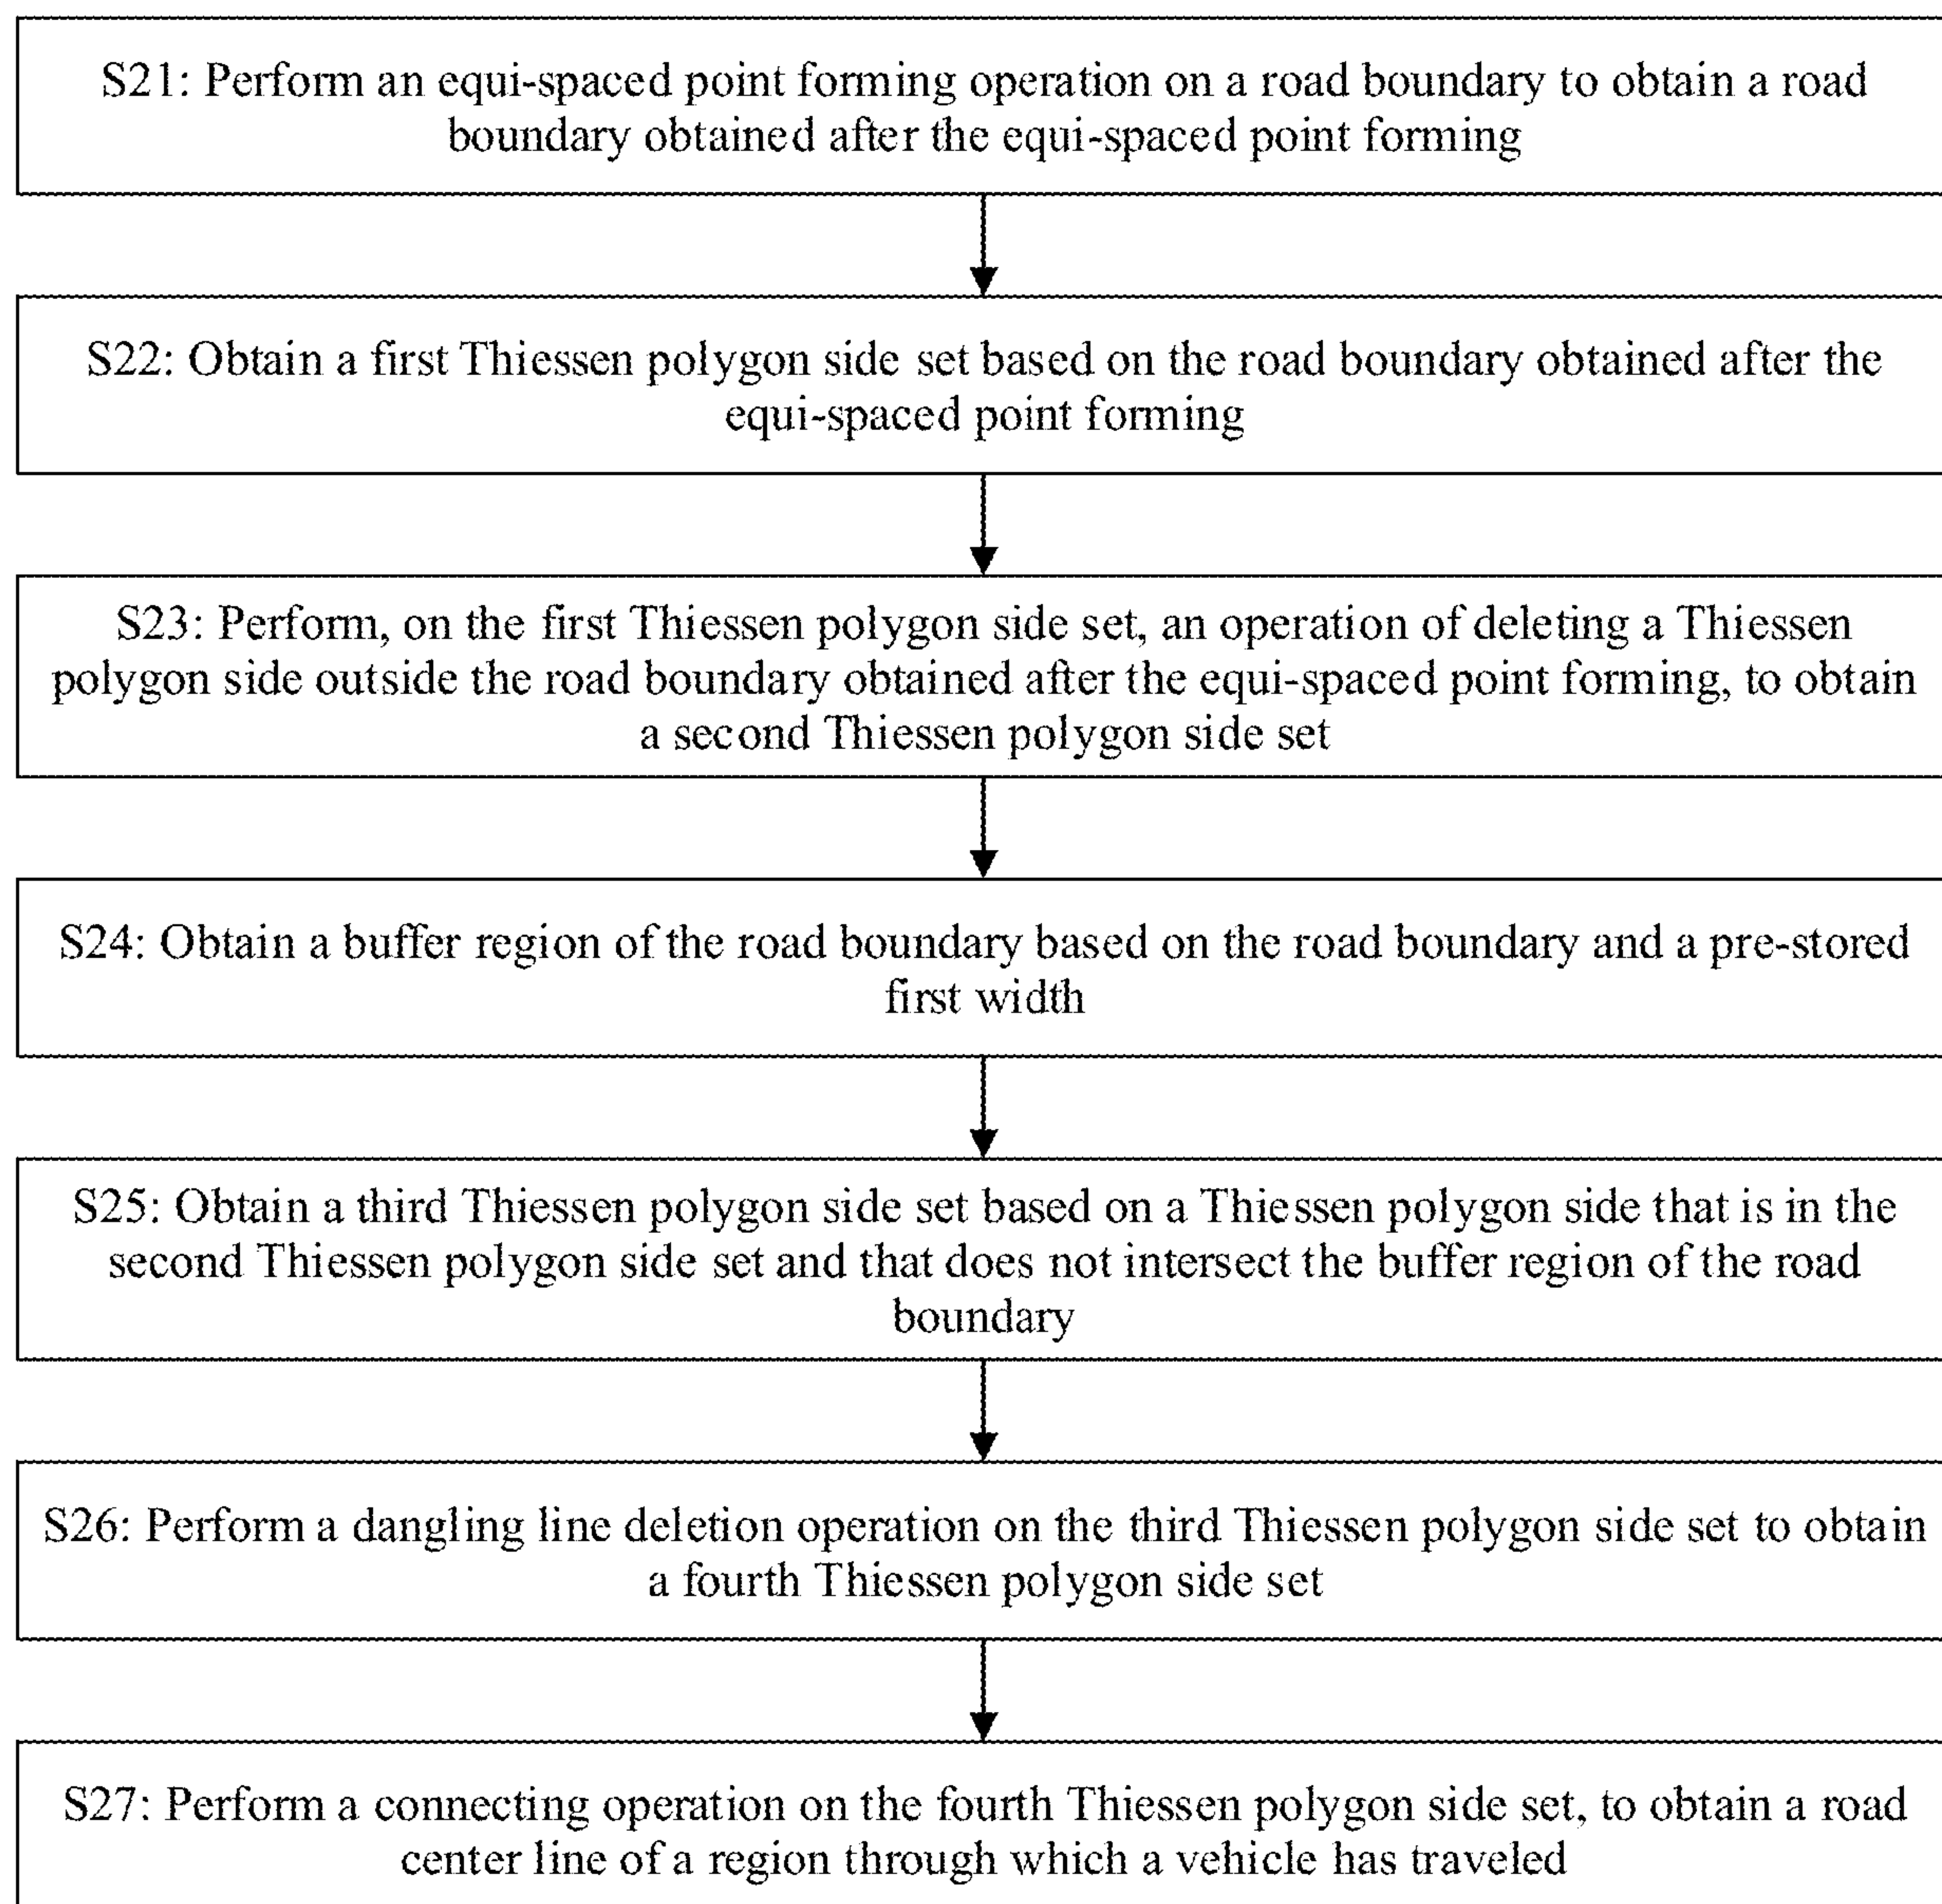 S21: Perform an equi-spaced point forming operation on a road boundary to obtain a road
boundary obtained after the equi-spaced point forming
S22: Obtain a first Thiessen polygon side set based on the road boundary obtained after the
equi-spaced point forming
S23: Perform, on the first Thiessen polygon side set, an operation of deleting a Thiessen
polygon side outside the road boundary obtained after the equi-spaced point forming, to obtain
a second Thiessen polygon side set
S24: Obtain a buffer region of the road boundary based on the road boundary and a pre-stored
first width
S25: Obtain a third Thiessen polygon side set based on a Thiessen polygon side that is in the
second Thiessen polygon side set and that does not intersect the buffer region of the road
boundary
S26: Perform a dangling line deletion operation on the third Thiessen polygon side set to obtain
a fourth Thiessen polygon side set
S27: Perform a connecting operation on the fourth Thiessen polygon side set, to obtain a road
center line of a region through which a vehicle has traveled